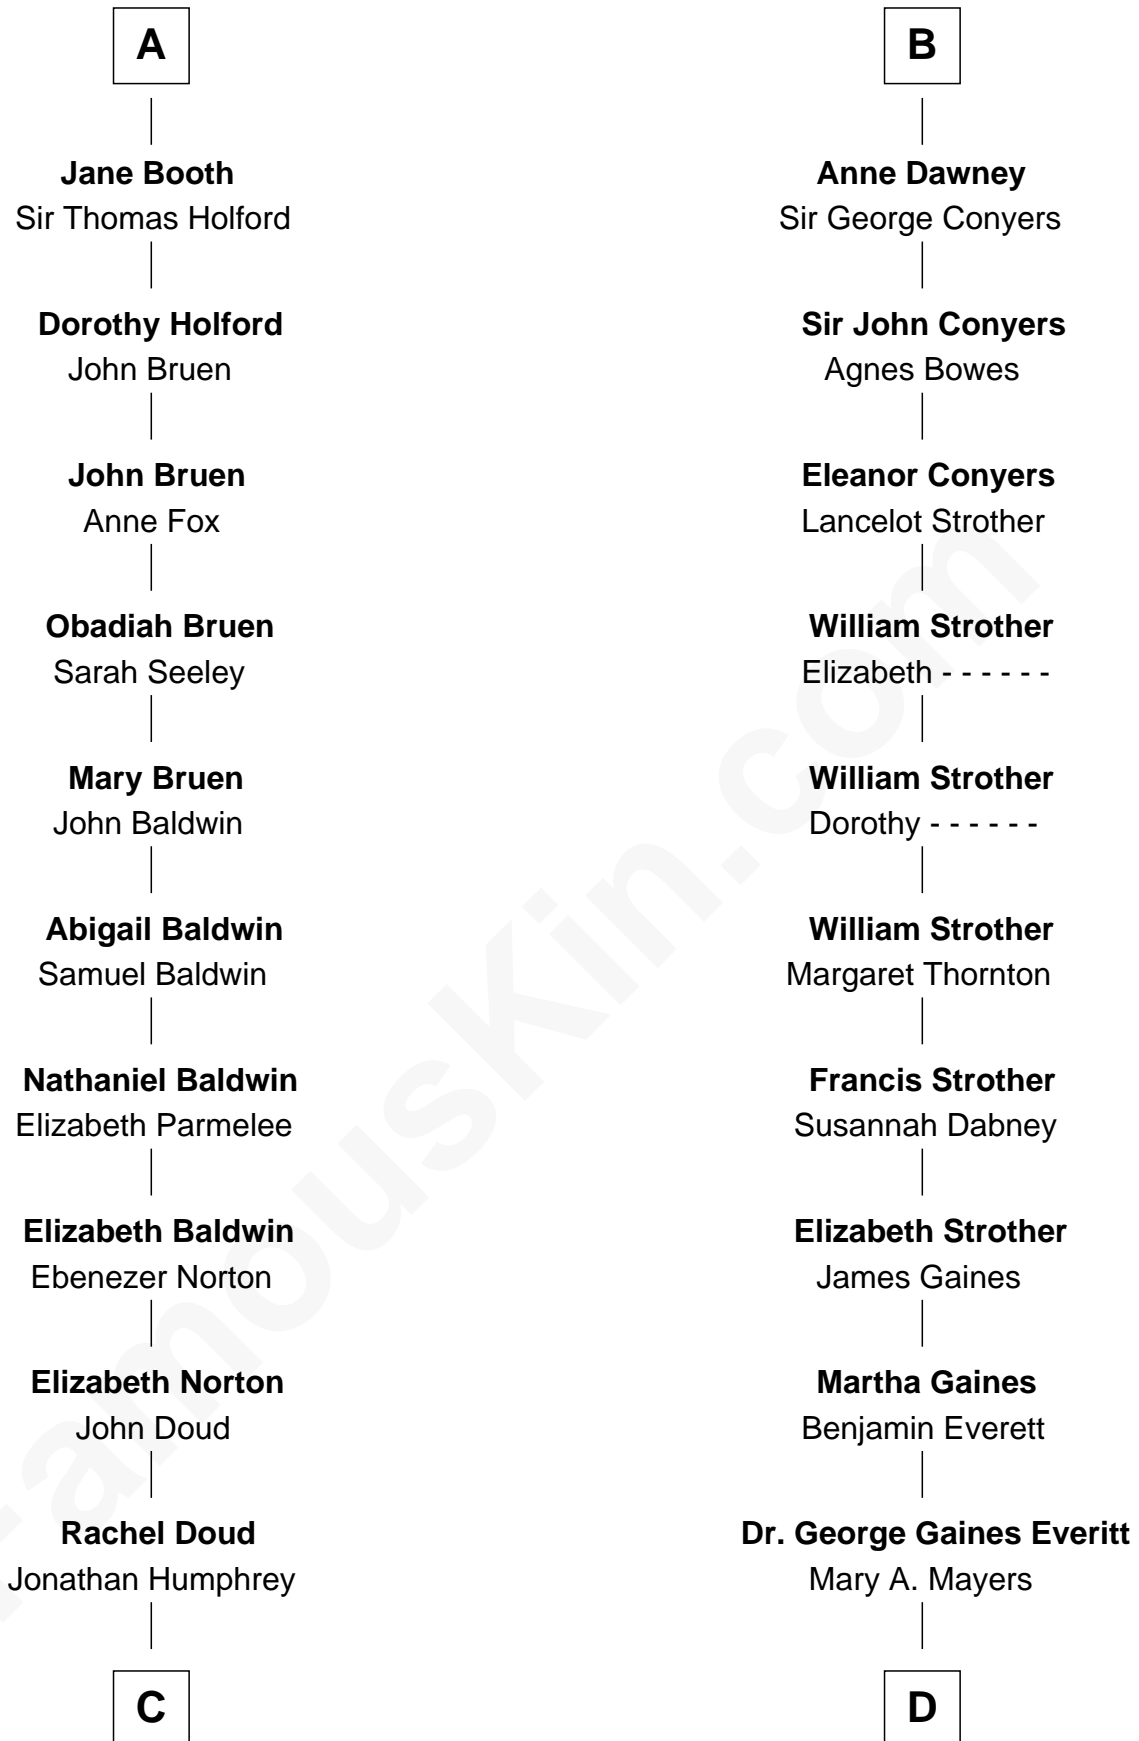 A
Jane Booth
Sir Thomas Holford
Dorothy Holford
John Bruen
John Bruen
Anne Fox
Obadiah Bruen
Sarah Seeley
Mary Bruen
John Baldwin
Abigail Baldwin
Samuel Baldwin
Nathaniel Baldwin
Elizabeth Parmelee
Elizabeth Baldwin
Ebenezer Norton
Elizabeth Norton
John Doud
Rachel Doud
Jonathan Humphrey
C
B
Anne Dawney
Sir George Conyers
Sir John Conyers
Agnes Bowes
Eleanor Conyers
Lancelot Strother
William Strother
Elizabeth - - - - - -
William Strother
Dorothy - - - - - -
William Strother
Margaret Thornton
Francis Strother
Susannah Dabney
Elizabeth Strother
James Gaines
Martha Gaines
Benjamin Everett
Dr. George Gaines Everitt
Mary A. Mayers
D
FamousKin.com